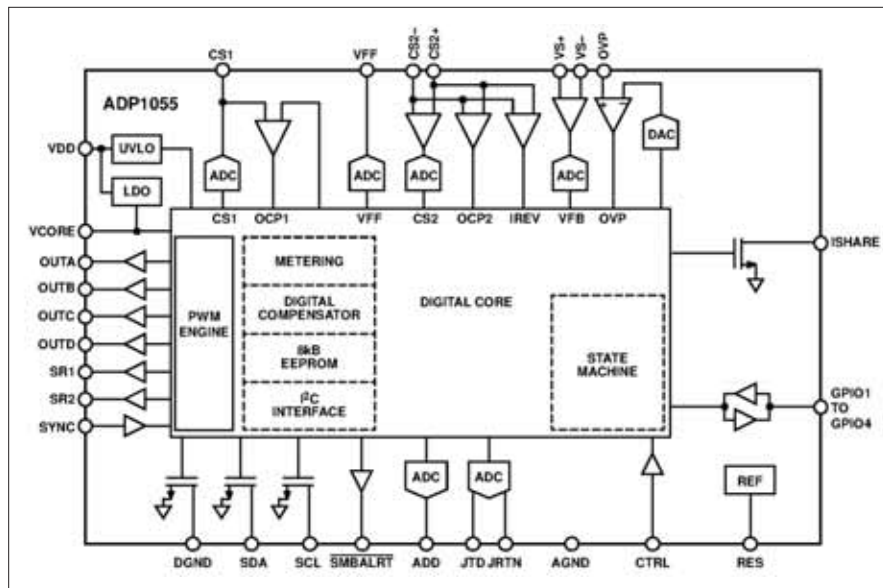 CS1
VFF
CS2–
CS2+
VS+
VS–
OVP
ADP1055
VDD
UVLO
LDO
ADC
ADC
ADC
ADC
DAC
+
–
CS1
OCP1
VFF
CS2
OCP2
IREV
VFB
OVP
VCORE
OUTA
OUTB
OUTC
OUTD
SR1
SR2
SYNC
PWM
ENGINE
METERING
DIGITAL
COMPENSATOR
8kB
EEPROM
I²C
INTERFACE
DIGITAL CORE
STATE
MACHINE
ISHARE
GPIO1
TO
GPIO4
ADC
ADC
REF
DGND
SDA
SCL
SMBALRT
ADD
JTD
JRTN
AGND
CTRL
RES